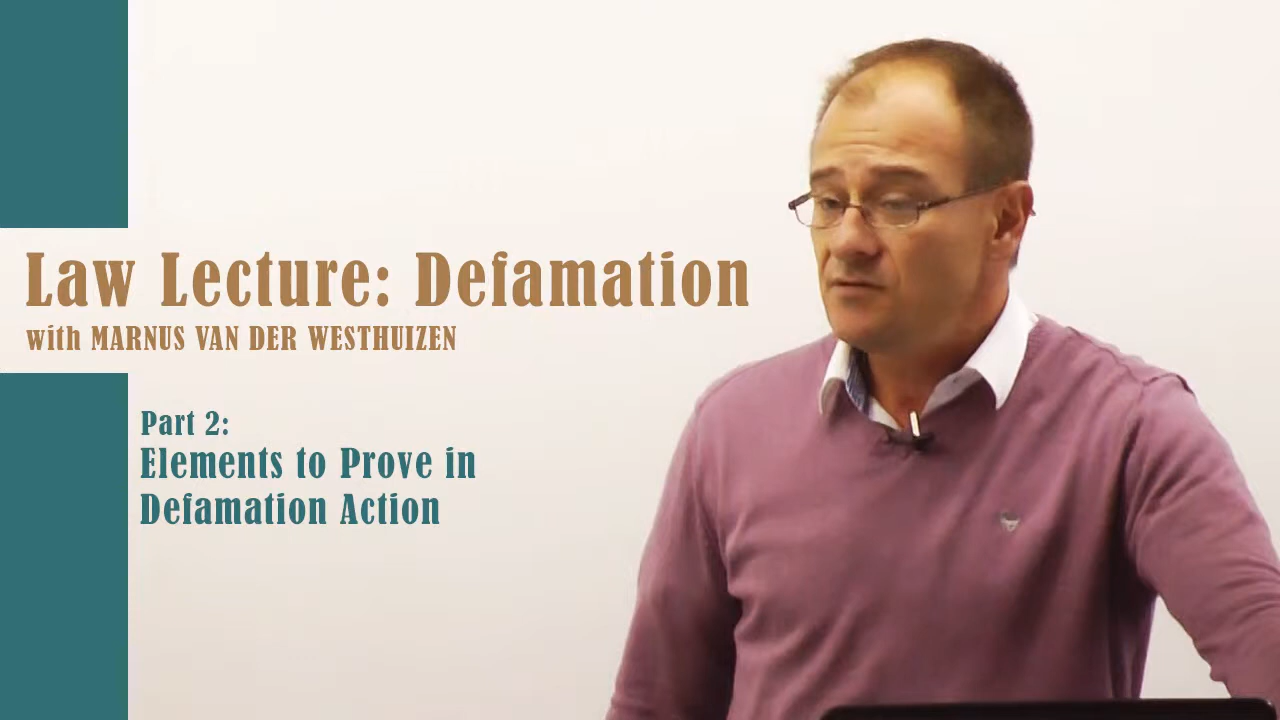 Law Lecture: Defamation
with MARNUS VAN DER WESTHUIZEN
Part 2:
Elements to Prove in
Defamation Action